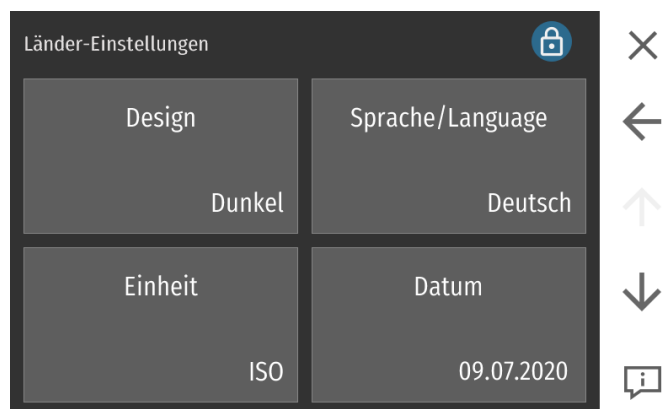 Länder-Einstellungen
Design
Dunkel
Sprache/Language
Deutsch
Einheit
ISO
Datum
09.07.2020